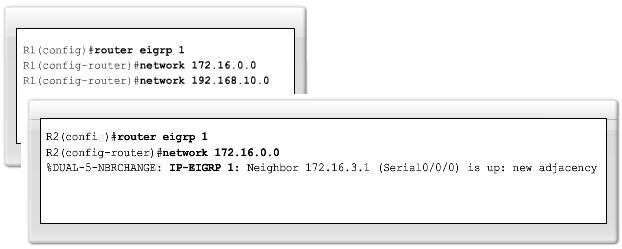 R1(config)#router eigrp 1
R1(config-router)#network 172.16.0.0
R1(config-router)#network 192.168.10.0
R2(config)#router eigrp 1
R2(config-router)#network 172.16.0.0
%DUAL-5-NBRCHANGE: IP-EIGRP 1: Neighbor 172.16.3.1 (Serial0/0/0) is up: new adjacency